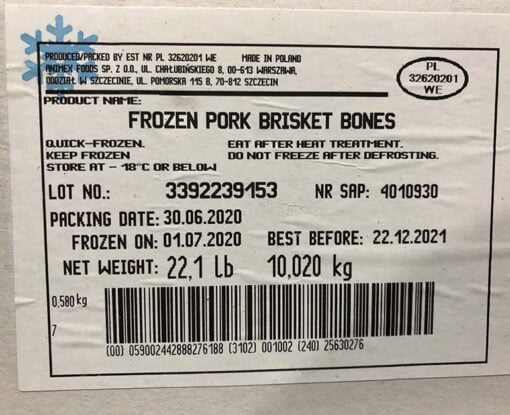 PRODUCED/PACKED BY EST NR PL 32620201 WE MADE IN POLAND
ANIMEX FOODS SP. Z O.O., UL. CHAŁUBIŃSKIEGO 8, 00-613 WARSZAWA,
ODDZIAŁ W SZCZECINIE, UL. POMORSKA 115 B, 70-812 SZCZECIN
PL
32620201
WE
PRODUCT NAME:
FROZEN PORK BRISKET BONES
QUICK-FROZEN. EAT AFTER HEAT TREATMENT.
KEEP FROZEN DO NOT FREEZE AFTER DEFROSTING.
STORE AT - 18°C OR BELOW
LOT NO.: 3392239153 NR SAP: 4010930
PACKING DATE: 30.06.2020
FROZEN ON: 01.07.2020 BEST BEFORE: 22.12.2021
NET WEIGHT: 22,1 lb 10,020 kg
0,580 kg
7
(00) 059002442888276188 (3102) 001002 (240) 25630276